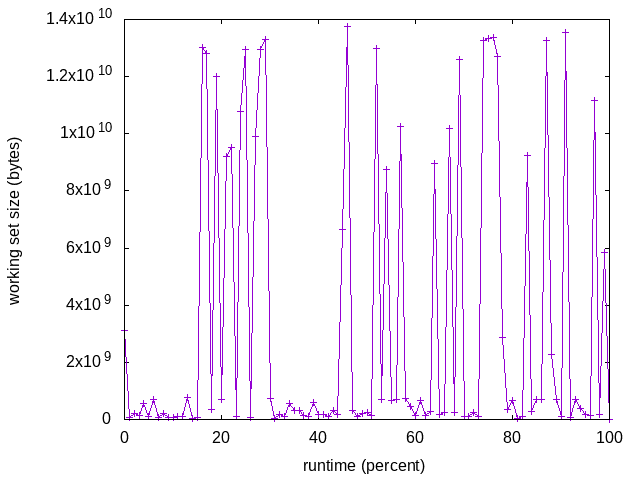 1.4x10^10
1.2x10^10
1x10^10
8x10^9
6x10^9
4x10^9
2x10^9
0
working set size (bytes)
0 20 40 60 80 100
runtime (percent)